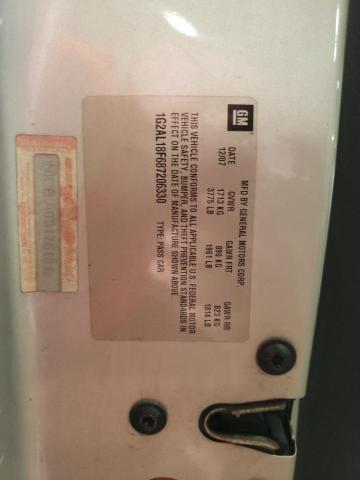 GM
MFD BY GENERAL MOTORS CORP.
DATE GVWR GAWR FRT GAWR RR
12/07 1713 KG 890 KG 823 KG
3775 LB 1961 LB 1814 LB
THIS VEHICLE CONFORMS TO ALL APPLICABLE U.S. FEDERAL MOTOR
VEHICLE SAFETY, BUMPER, AND THEFT PREVENTION STANDARDS IN
EFFECT ON THE DATE OF MANUFACTURE SHOWN ABOVE.
1G2AL18F687206330 TYPE: PASS CAR